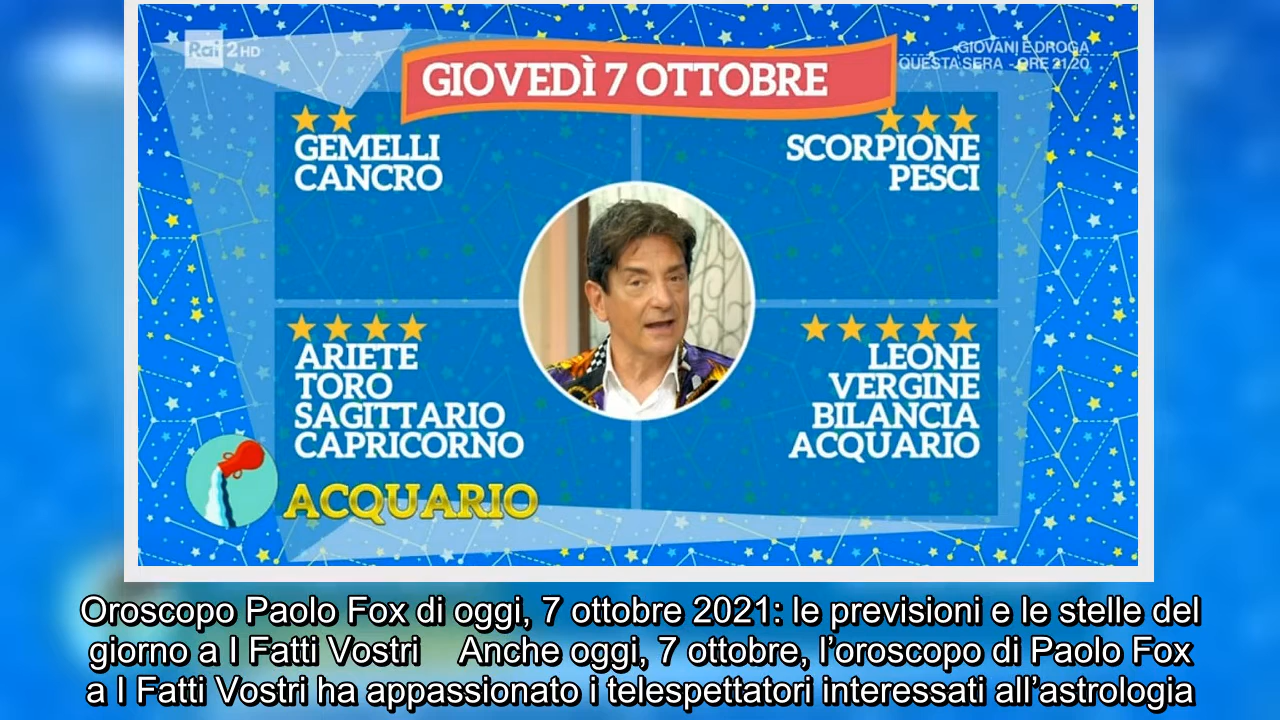 Rai 2 HD
GIOVANI E DROGA
QUESTA SERA - ORE 21.20
GIOVEDÌ 7 OTTOBRE
GEMELLI
CANCRO
SCORPIONE
PESCI
ARIETE
TORO
SAGITTARIO
CAPRICORNO
LEONE
VERGINE
BILANCIA
ACQUARIO
ACQUARIO
Oroscopo Paolo Fox di oggi, 7 ottobre 2021: le previsioni e le stelle del
giorno a I Fatti Vostri Anche oggi, 7 ottobre, l’oroscopo di Paolo Fox
a I Fatti Vostri ha appassionato i telespettatori interessati all’astrologia